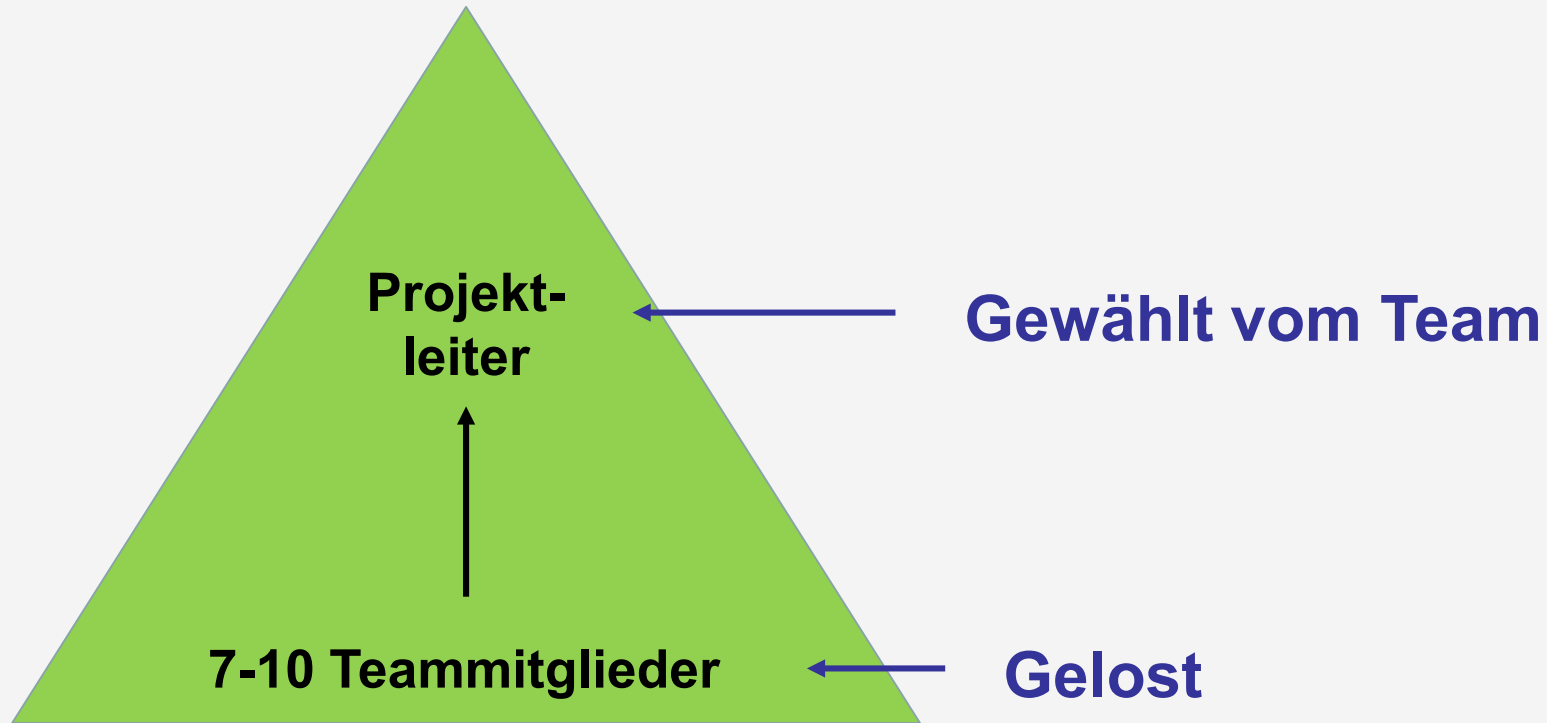 Projekt-
leiter
Gewählt vom Team
7-10 Teammitglieder
Gelost